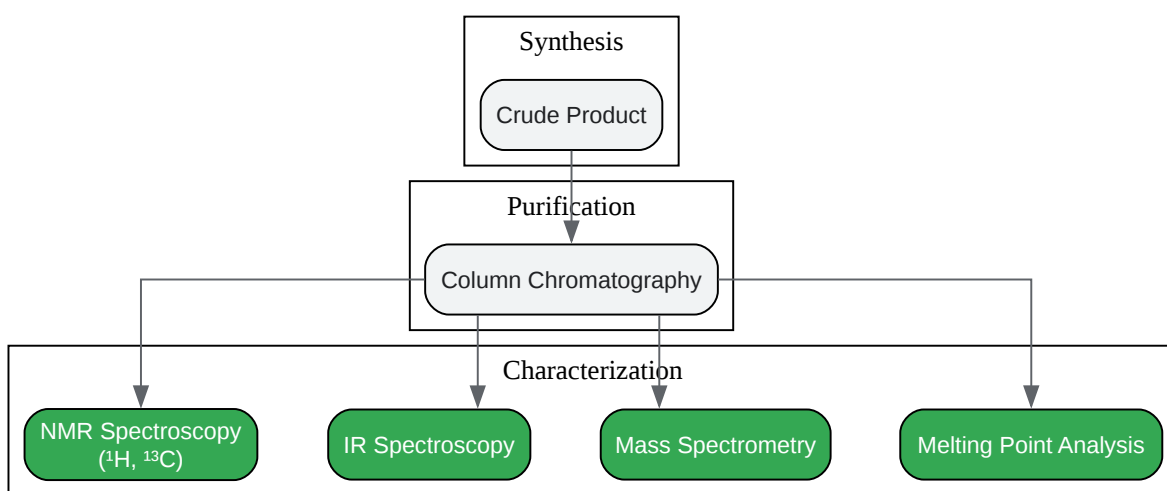 Synthesis
Crude Product
Purification
Column Chromatography
Characterization
NMR Spectroscopy
(¹H, ¹³C)
IR Spectroscopy
Mass Spectrometry
Melting Point Analysis